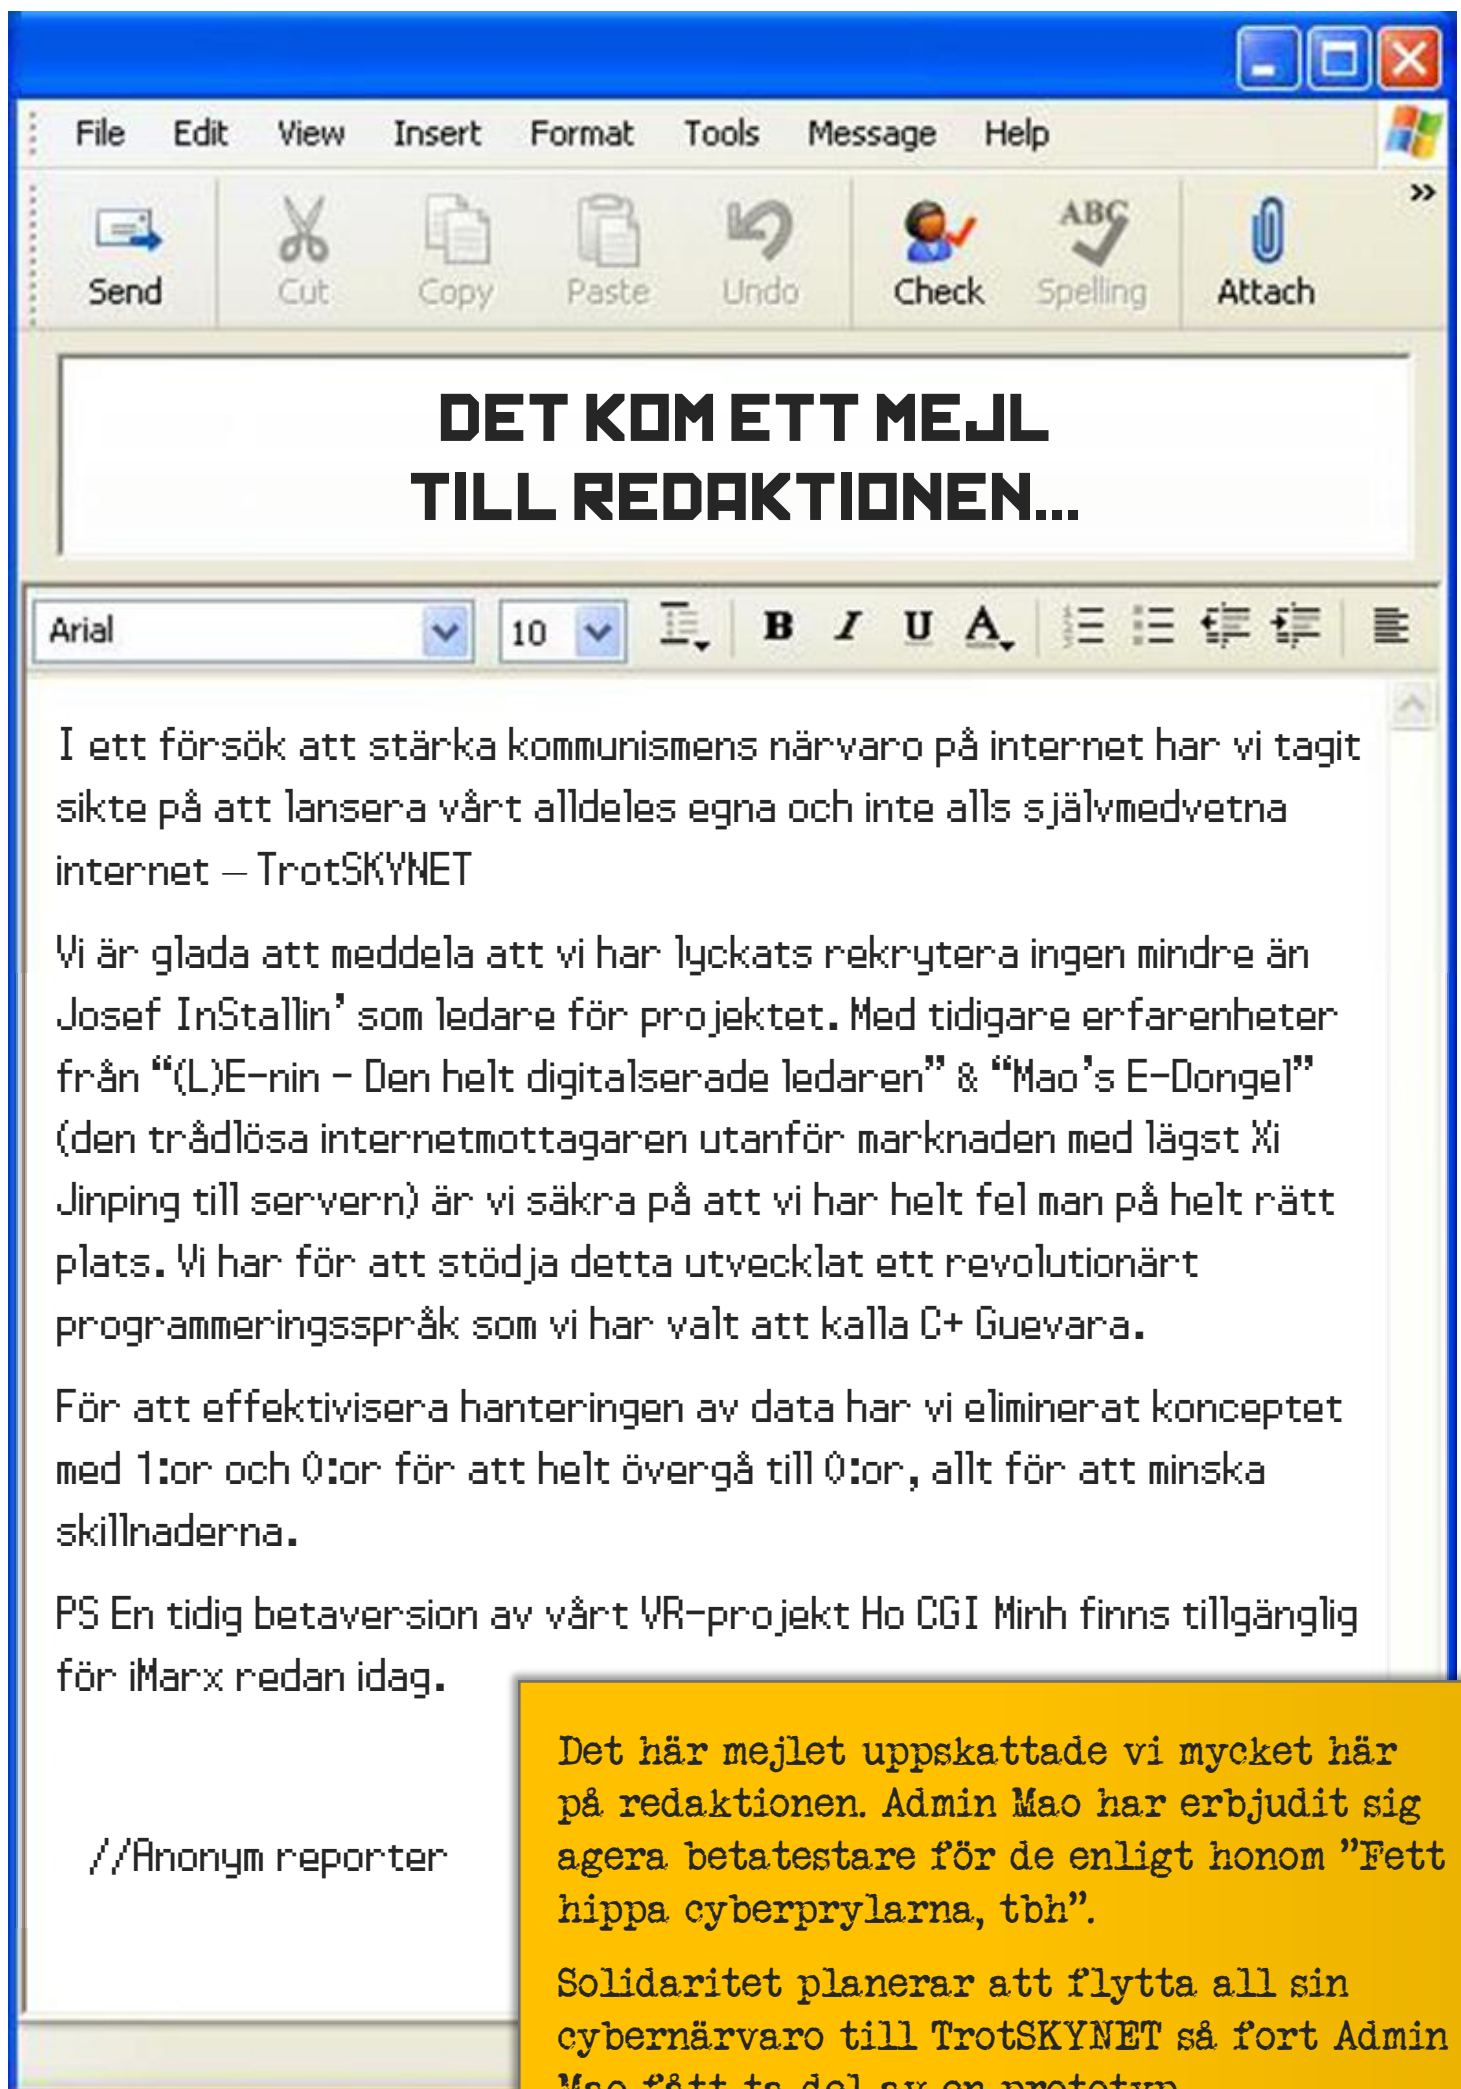 File Edit View Insert Format Tools Message Help
Send Cut Copy Paste Undo Check Spelling Attach
DET KOM ETT MEJL
TILL REDAKTIONEN...
Arial 10 B I U A
I ett försök att stärka kommunismens närvaro på internet har vi tagit
sikte på att lansera vårt alldeles egna och inte alls självmedvetna
internet – TrotSKYNET
Vi är glada att meddela att vi har lyckats rekrytera ingen mindre än
Josef InStallin’ som ledare för projektet. Med tidigare erfarenheter
från “(L)E-nin - Den helt digitalserade ledaren” & “Mao’s E-Dongel”
(den trådlösa internetmottagaren utanför marknaden med lägst Xi
Jinping till servern) är vi säkra på att vi har helt fel man på helt rätt
plats. Vi har för att stödja detta utvecklat ett revolutionärt
programmeringsspråk som vi har valt att kalla C+ Guevara.
För att effektivisera hanteringen av data har vi eliminerat konceptet
med 1:or och 0:or för att helt övergå till 0:or, allt för att minska
skillnaderna.
PS En tidig betaversion av vårt VR-projekt Ho CGI Minh finns tillgänglig
för iMarx redan idag.
//Anonym reporter
Det här mejlet uppskattade vi mycket här
på redaktionen. Admin Mao har erbjudit sig
agera betatestare för de enligt honom ”Fett
hippa cyberprylarna, tbh”.
Solidaritet planerar att flytta all sin
cybernärvaro till TrotSKYNET så fort Admin
Mao fått ta del av en prototyp